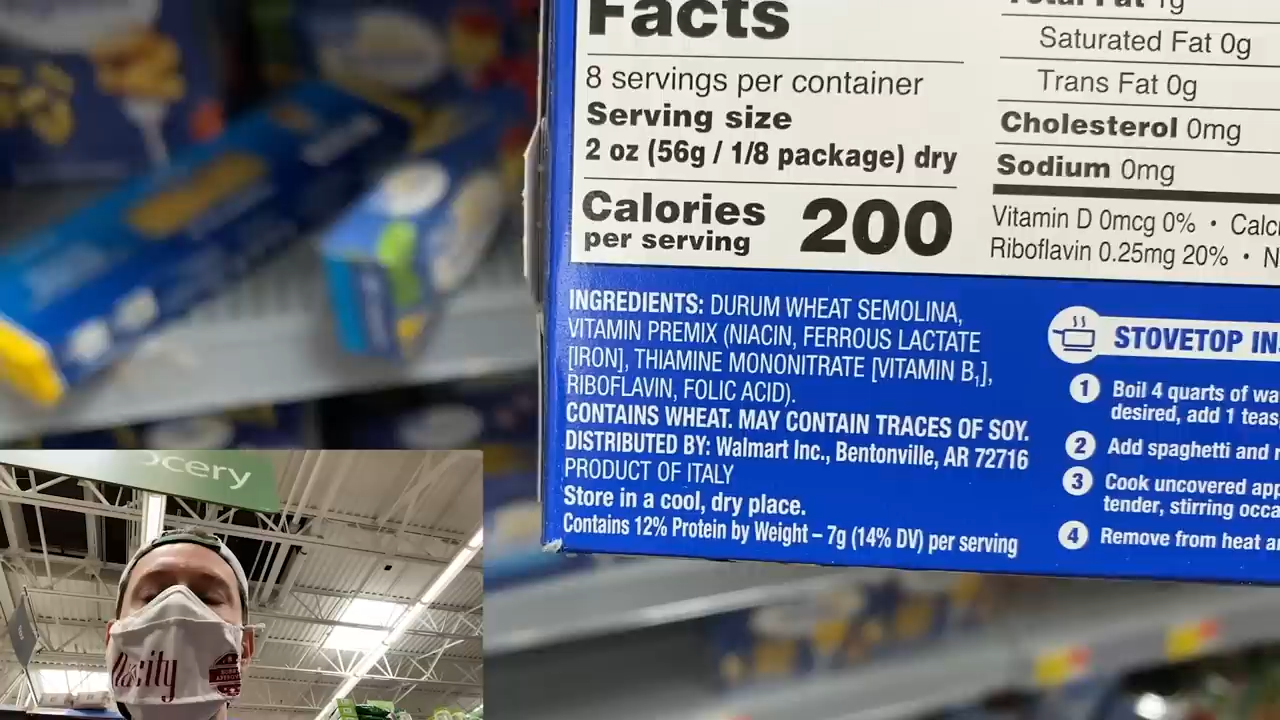 Facts
8 servings per container
Serving size
2 oz (56g / 1/8 package) dry
Calories
per serving
200
Total Fat 1g
Saturated Fat 0g
Trans Fat 0g
Cholesterol 0mg
Sodium 0mg
Vitamin D 0mcg 0% •
Riboflavin 0.25mg 20% • N
INGREDIENTS: DURUM WHEAT SEMOLINA,
VITAMIN PREMIX (NIACIN, FERROUS LACTATE
[IRON], THIAMINE MONONITRATE [VITAMIN B₁],
RIBOFLAVIN, FOLIC ACID).
CONTAINS WHEAT. MAY CONTAIN TRACES OF SOY.
DISTRIBUTED BY: Walmart Inc., Bentonville, AR 72716
PRODUCT OF ITALY
Store in a cool, dry place.
Contains 12% Protein by Weight – 7g (14% DV) per serving
STOVETOP IN
1 Boil 4 quarts of wa
desired, add 1 teas
2 Add spaghetti and
3 Cook uncovered
tender, stirring occa
4 Remove from heat
ocery